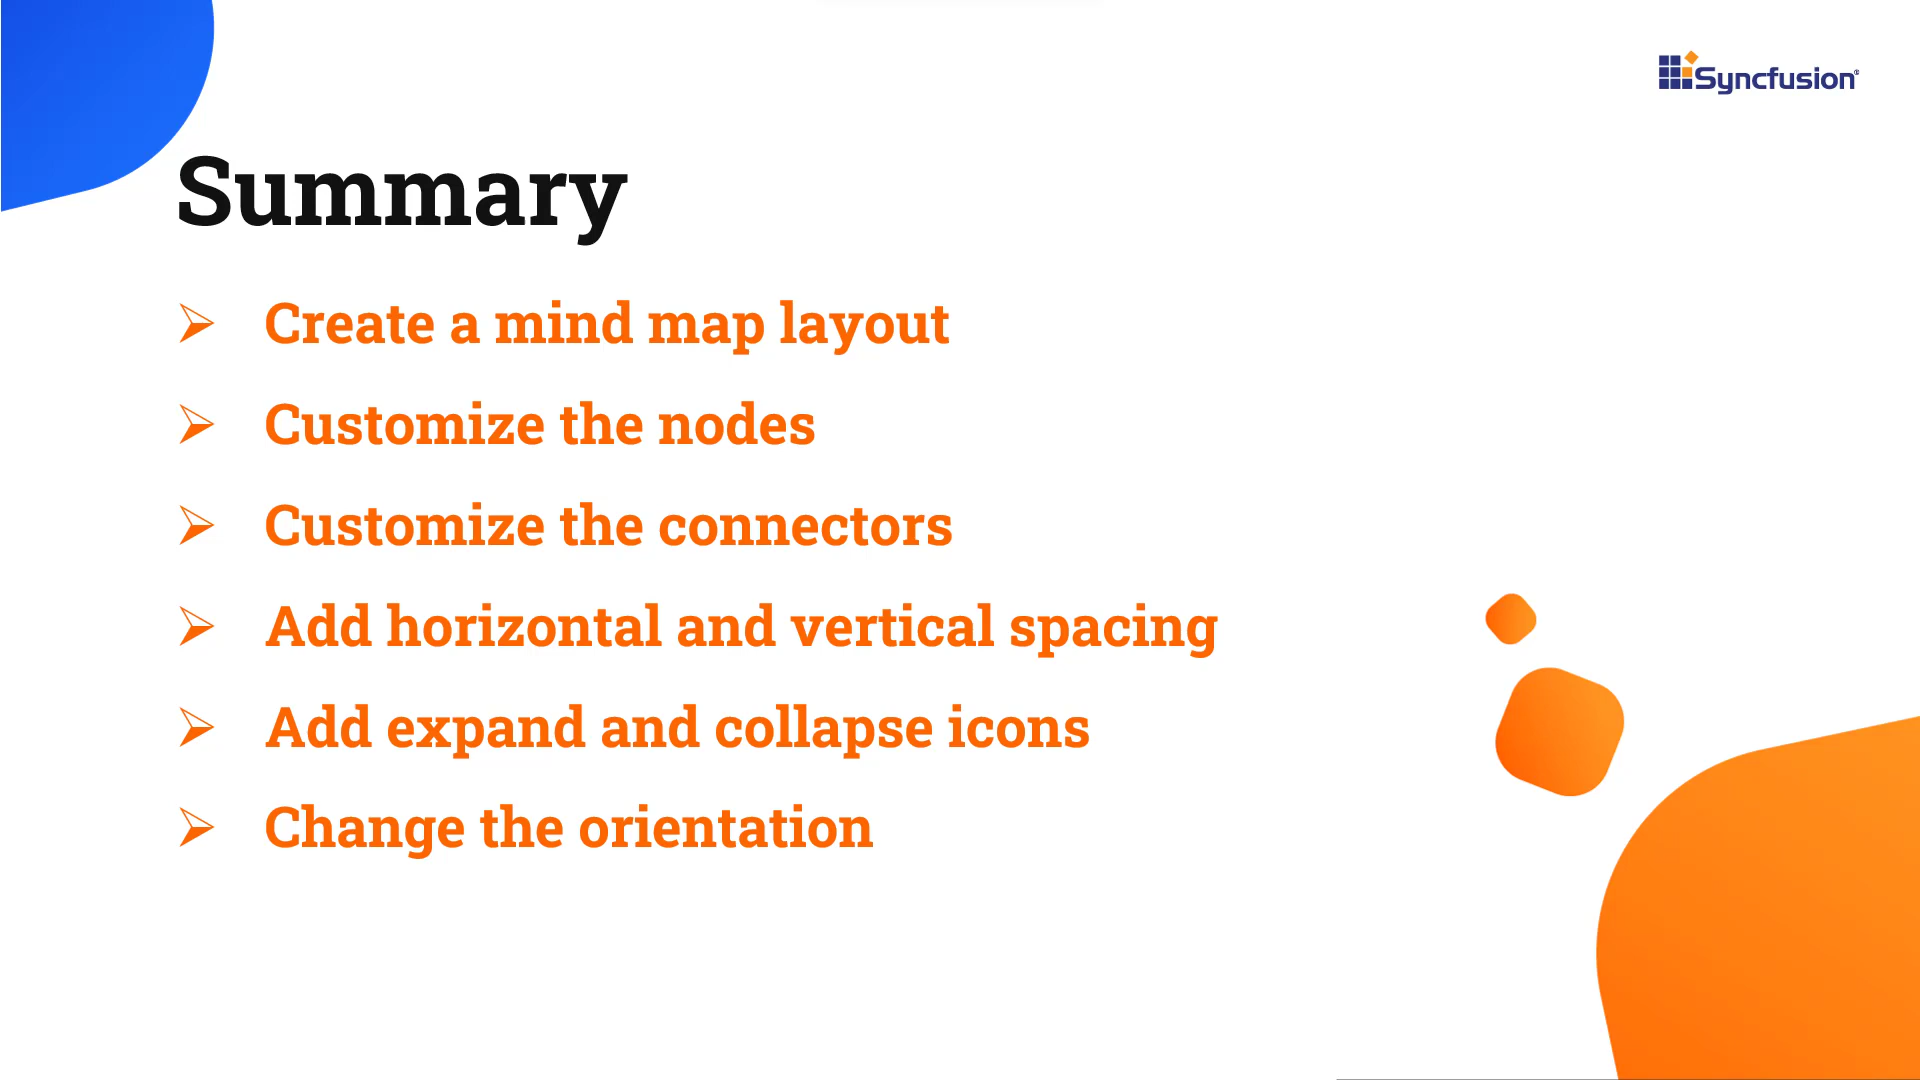 Syncfusion®
Summary
➢ Create a mind map layout
➢ Customize the nodes
➢ Customize the connectors
➢ Add horizontal and vertical spacing
➢ Add expand and collapse icons
➢ Change the orientation